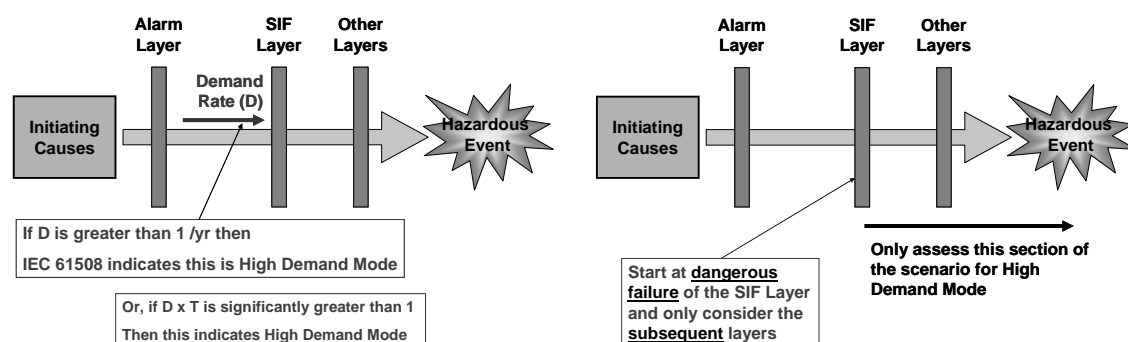 Alarm
Layer
SIF
Layer
Other
Layers
Demand
Rate (D)
Initiating
Causes
Hazardous
Event
If D is greater than 1 /yr then
IEC 61508 indicates this is High Demand Mode
Or, if D x T is significantly greater than 1
Then this indicates High Demand Mode
Alarm
Layer
SIF
Layer
Other
Layers
Initiating
Causes
Hazardous
Event
Start at dangerous
failure of the SIF Layer
and only consider the
subsequent layers
Only assess this section of
the scenario for High
Demand Mode